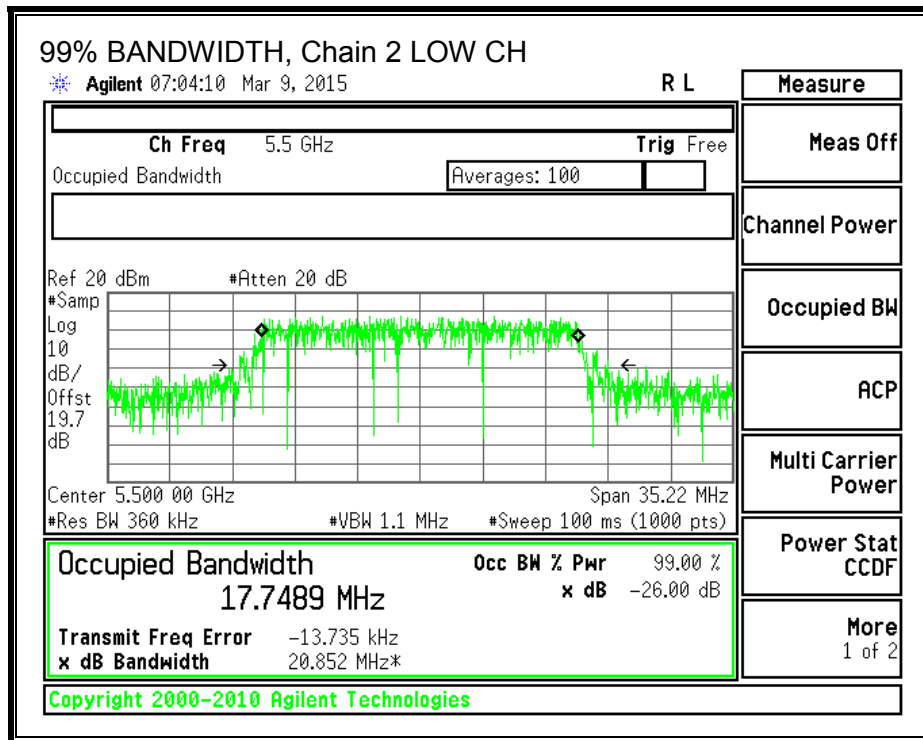 99% BANDWIDTH, Chain 2 LOW CH
Agilent 07:04:10 Mar 9, 2015 R L
Measure
Ch Freq 5.5 GHz Trig Free
Occupied Bandwidth Averages: 100
Ref 20 dBm #Atten 20 dB
#Samp
Log
10
dB/
Offst
19.7
dB
Center 5.500 00 GHz Span 35.22 MHz
#Res BW 360 kHz #VBW 1.1 MHz #Sweep 100 ms (1000 pts)
Occupied Bandwidth Occ BW % Pwr 99.00 %
17.7489 MHz x dB -26.00 dB
Transmit Freq Error -13.735 kHz
x dB Bandwidth 20.852 MHz*
Meas Off
Channel Power
Occupied BW
ACP
Multi Carrier
Power
Power Stat
CCDF
More
1 of 2
Copyright 2000-2010 Agilent Technologies